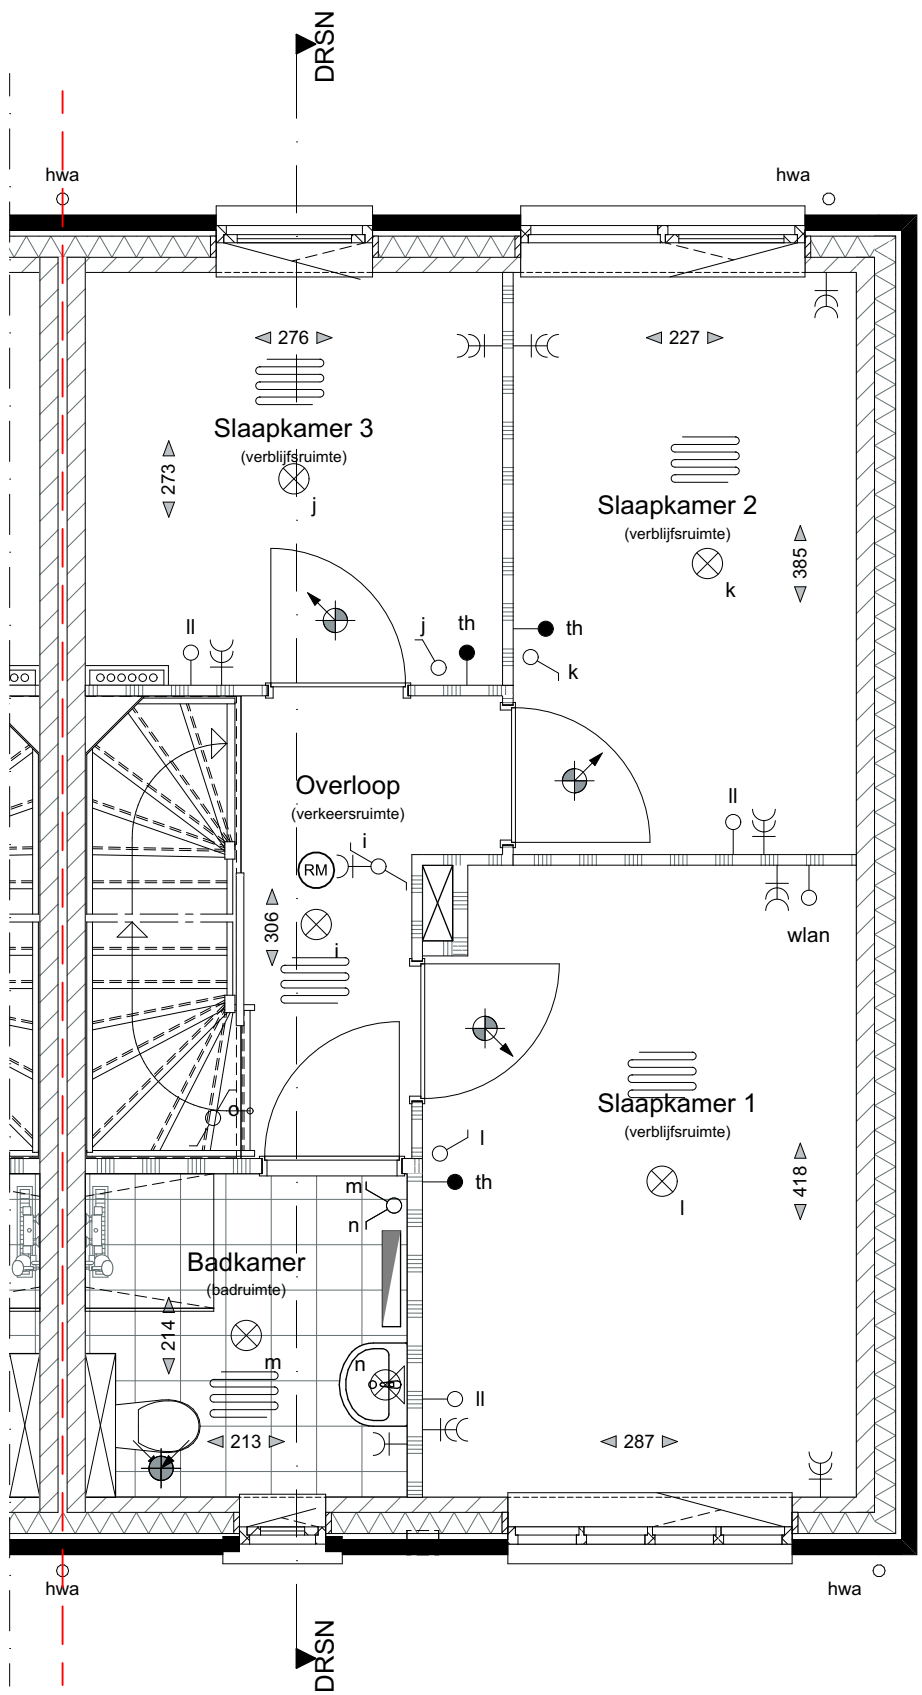 DRSN
hwa
hwa
276
227
Slaapkamer 3
(verblijfsruimte)
273
j
Slaapkamer 2
(verblijfsruimte)
385
k
ll
j
th
th
k
Overloop
(verkeersruimte)
ll
i
RM
306
i
wlan
Slaapkamer 1
(verblijfsruimte)
o
l
th
418
l
m
n
Badkamer
(badruimte)
214
m
n
ll
213
287
hwa
hwa
DRSN